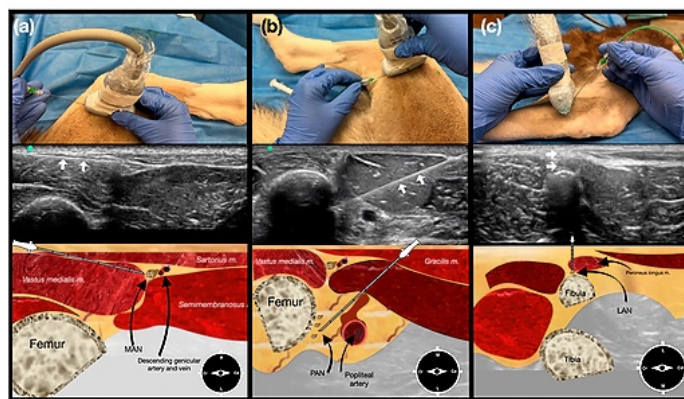 (a)
(b)
(c)
Sartorius m.
Vastus medialis m.
Semimembranosus
Femur
MAN
Descending genicular
artery and vein
Vastus medialis m.
Gracilis m.
Femur
PAN
Popliteal
artery
Peroneus longus m.
Fibula
LAN
Tibia